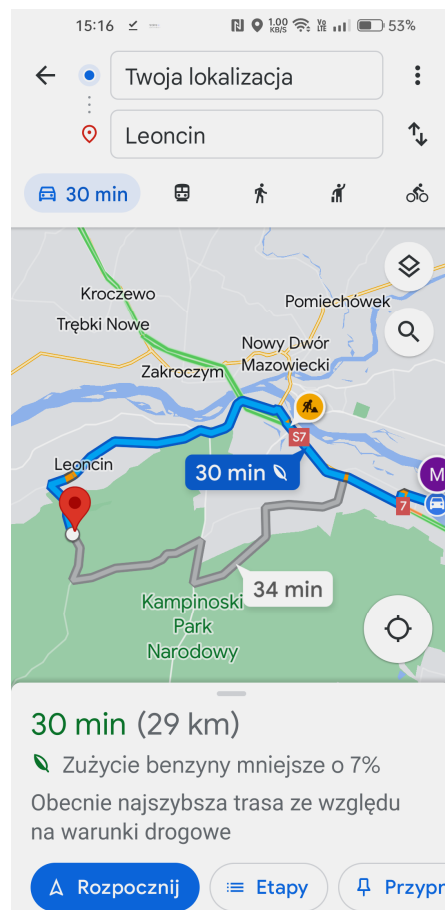 15:16 1.00 KB/S Vo LTE 53%
Twoja lokalizacja
Leoncin
30 min
Kroczewo
Pomiechówek
Trębki Nowe
Nowy Dwór
Mazowiecki
Zakroczym
S7
Leoncin
30 min
M
7
34 min
Kampinoski
Park
Narodowy
30 min (29 km)
Zużycie benzyny mniejsze o 7%
Obecnie najszybsza trasa ze względu
na warunki drogowe
Rozpocznij Etapy Przypr